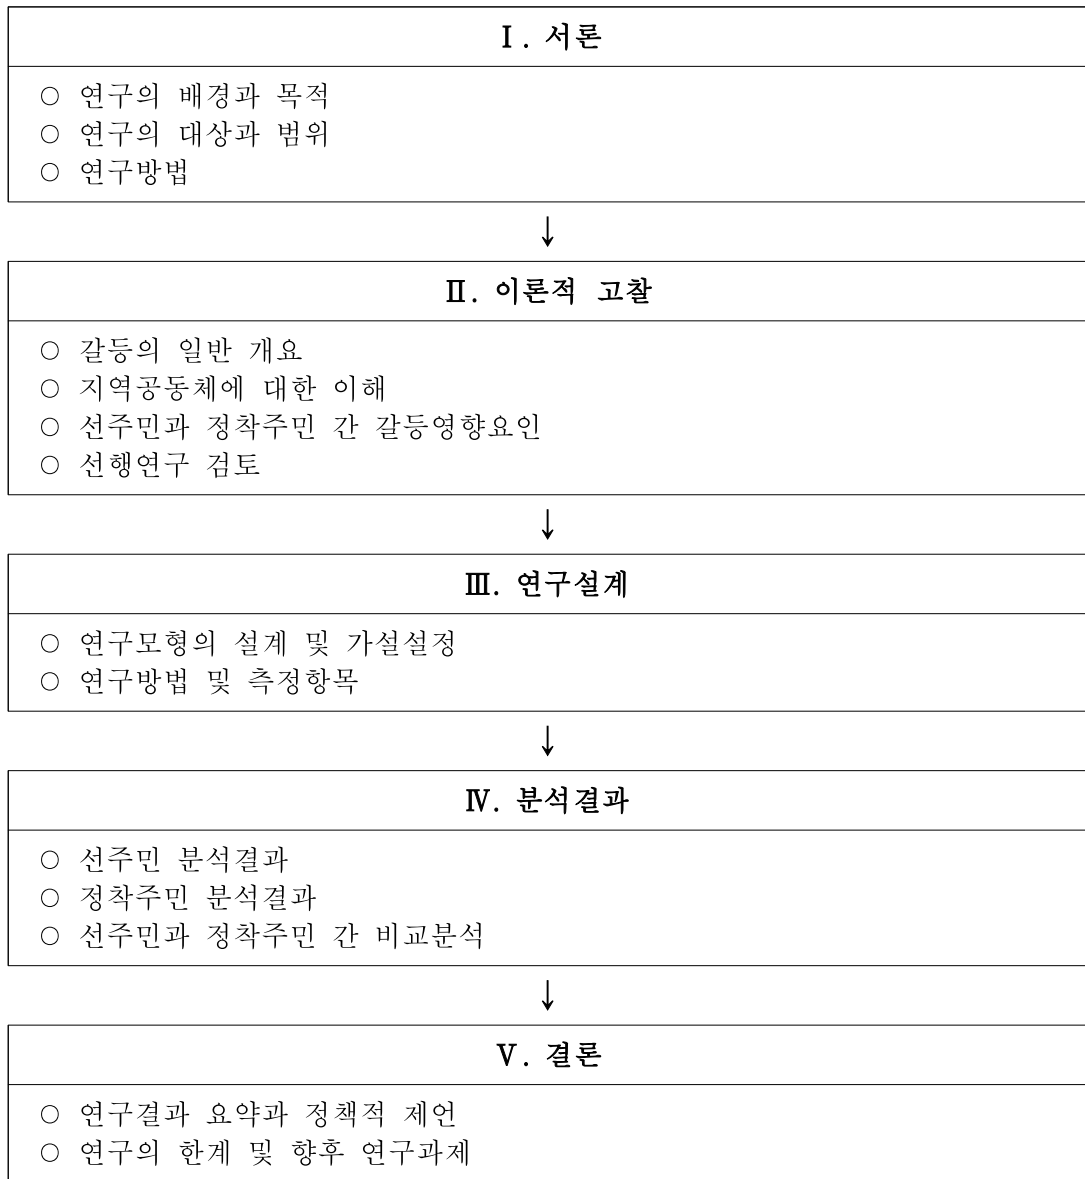 Ⅰ. 서론
○ 연구의 배경과 목적
○ 연구의 대상과 범위
○ 연구방법
↓
Ⅱ. 이론적 고찰
○ 갈등의 일반 개요
○ 지역공동체에 대한 이해
○ 선주민과 정착주민 간 갈등영향요인
○ 선행연구 검토
↓
Ⅲ. 연구설계
○ 연구모형의 설계 및 가설설정
○ 연구방법 및 측정항목
↓
Ⅳ. 분석결과
○ 선주민 분석결과
○ 정착주민 분석결과
○ 선주민과 정착주민 간 비교분석
↓
Ⅴ. 결론
○ 연구결과 요약과 정책적 제언
○ 연구의 한계 및 향후 연구과제